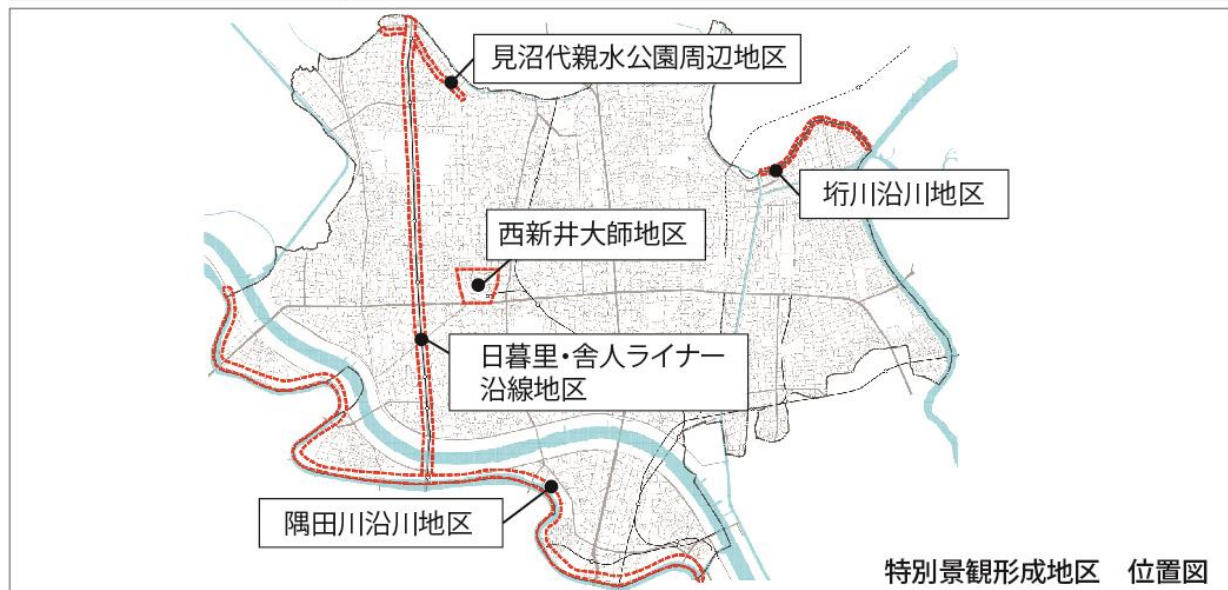 見沼代親水公園周辺地区
垳川沿川地区
西新井大師地区
日暮里・舎人ライナー
沿線地区
隅田川沿川地区
特別景観形成地区　位置図